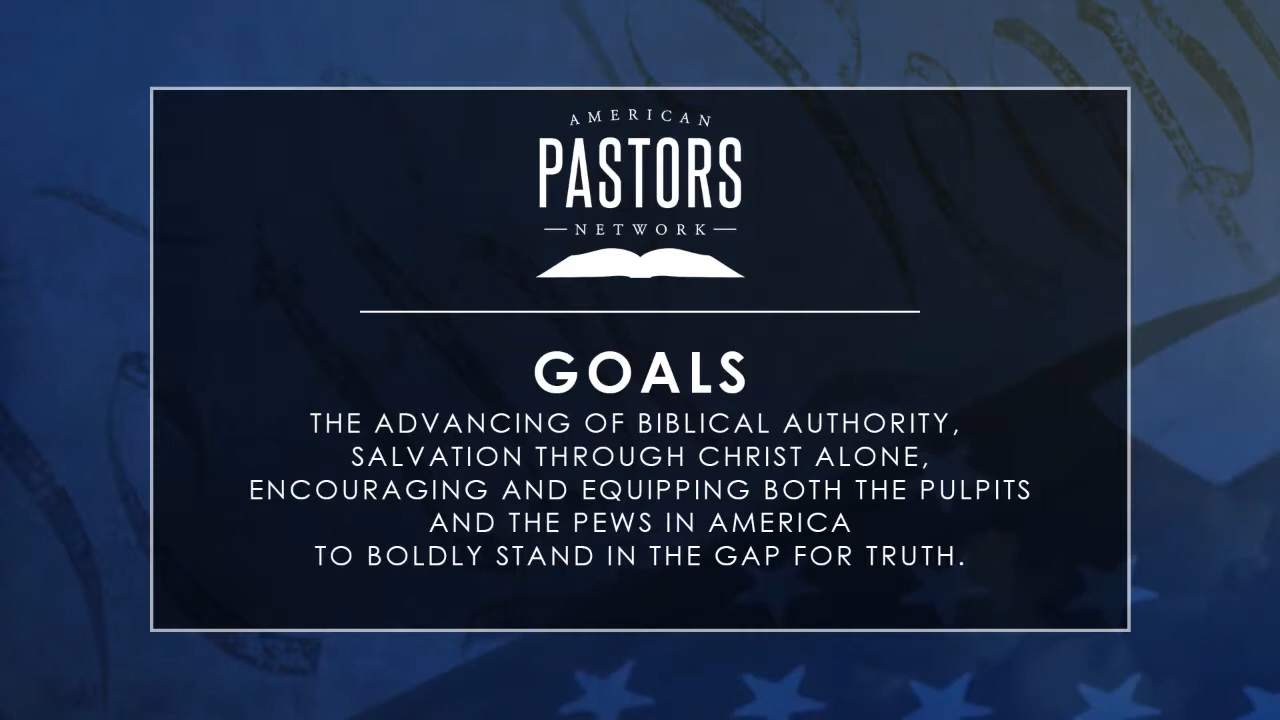 AMERICAN
PASTORS
NETWORK
GOALS
THE ADVANCING OF BIBLICAL AUTHORITY,
SALVATION THROUGH CHRIST ALONE,
ENCOURAGING AND EQUIPPING BOTH THE PULPITS
AND THE PEWS IN AMERICA
TO BOLDLY STAND IN THE GAP FOR TRUTH.